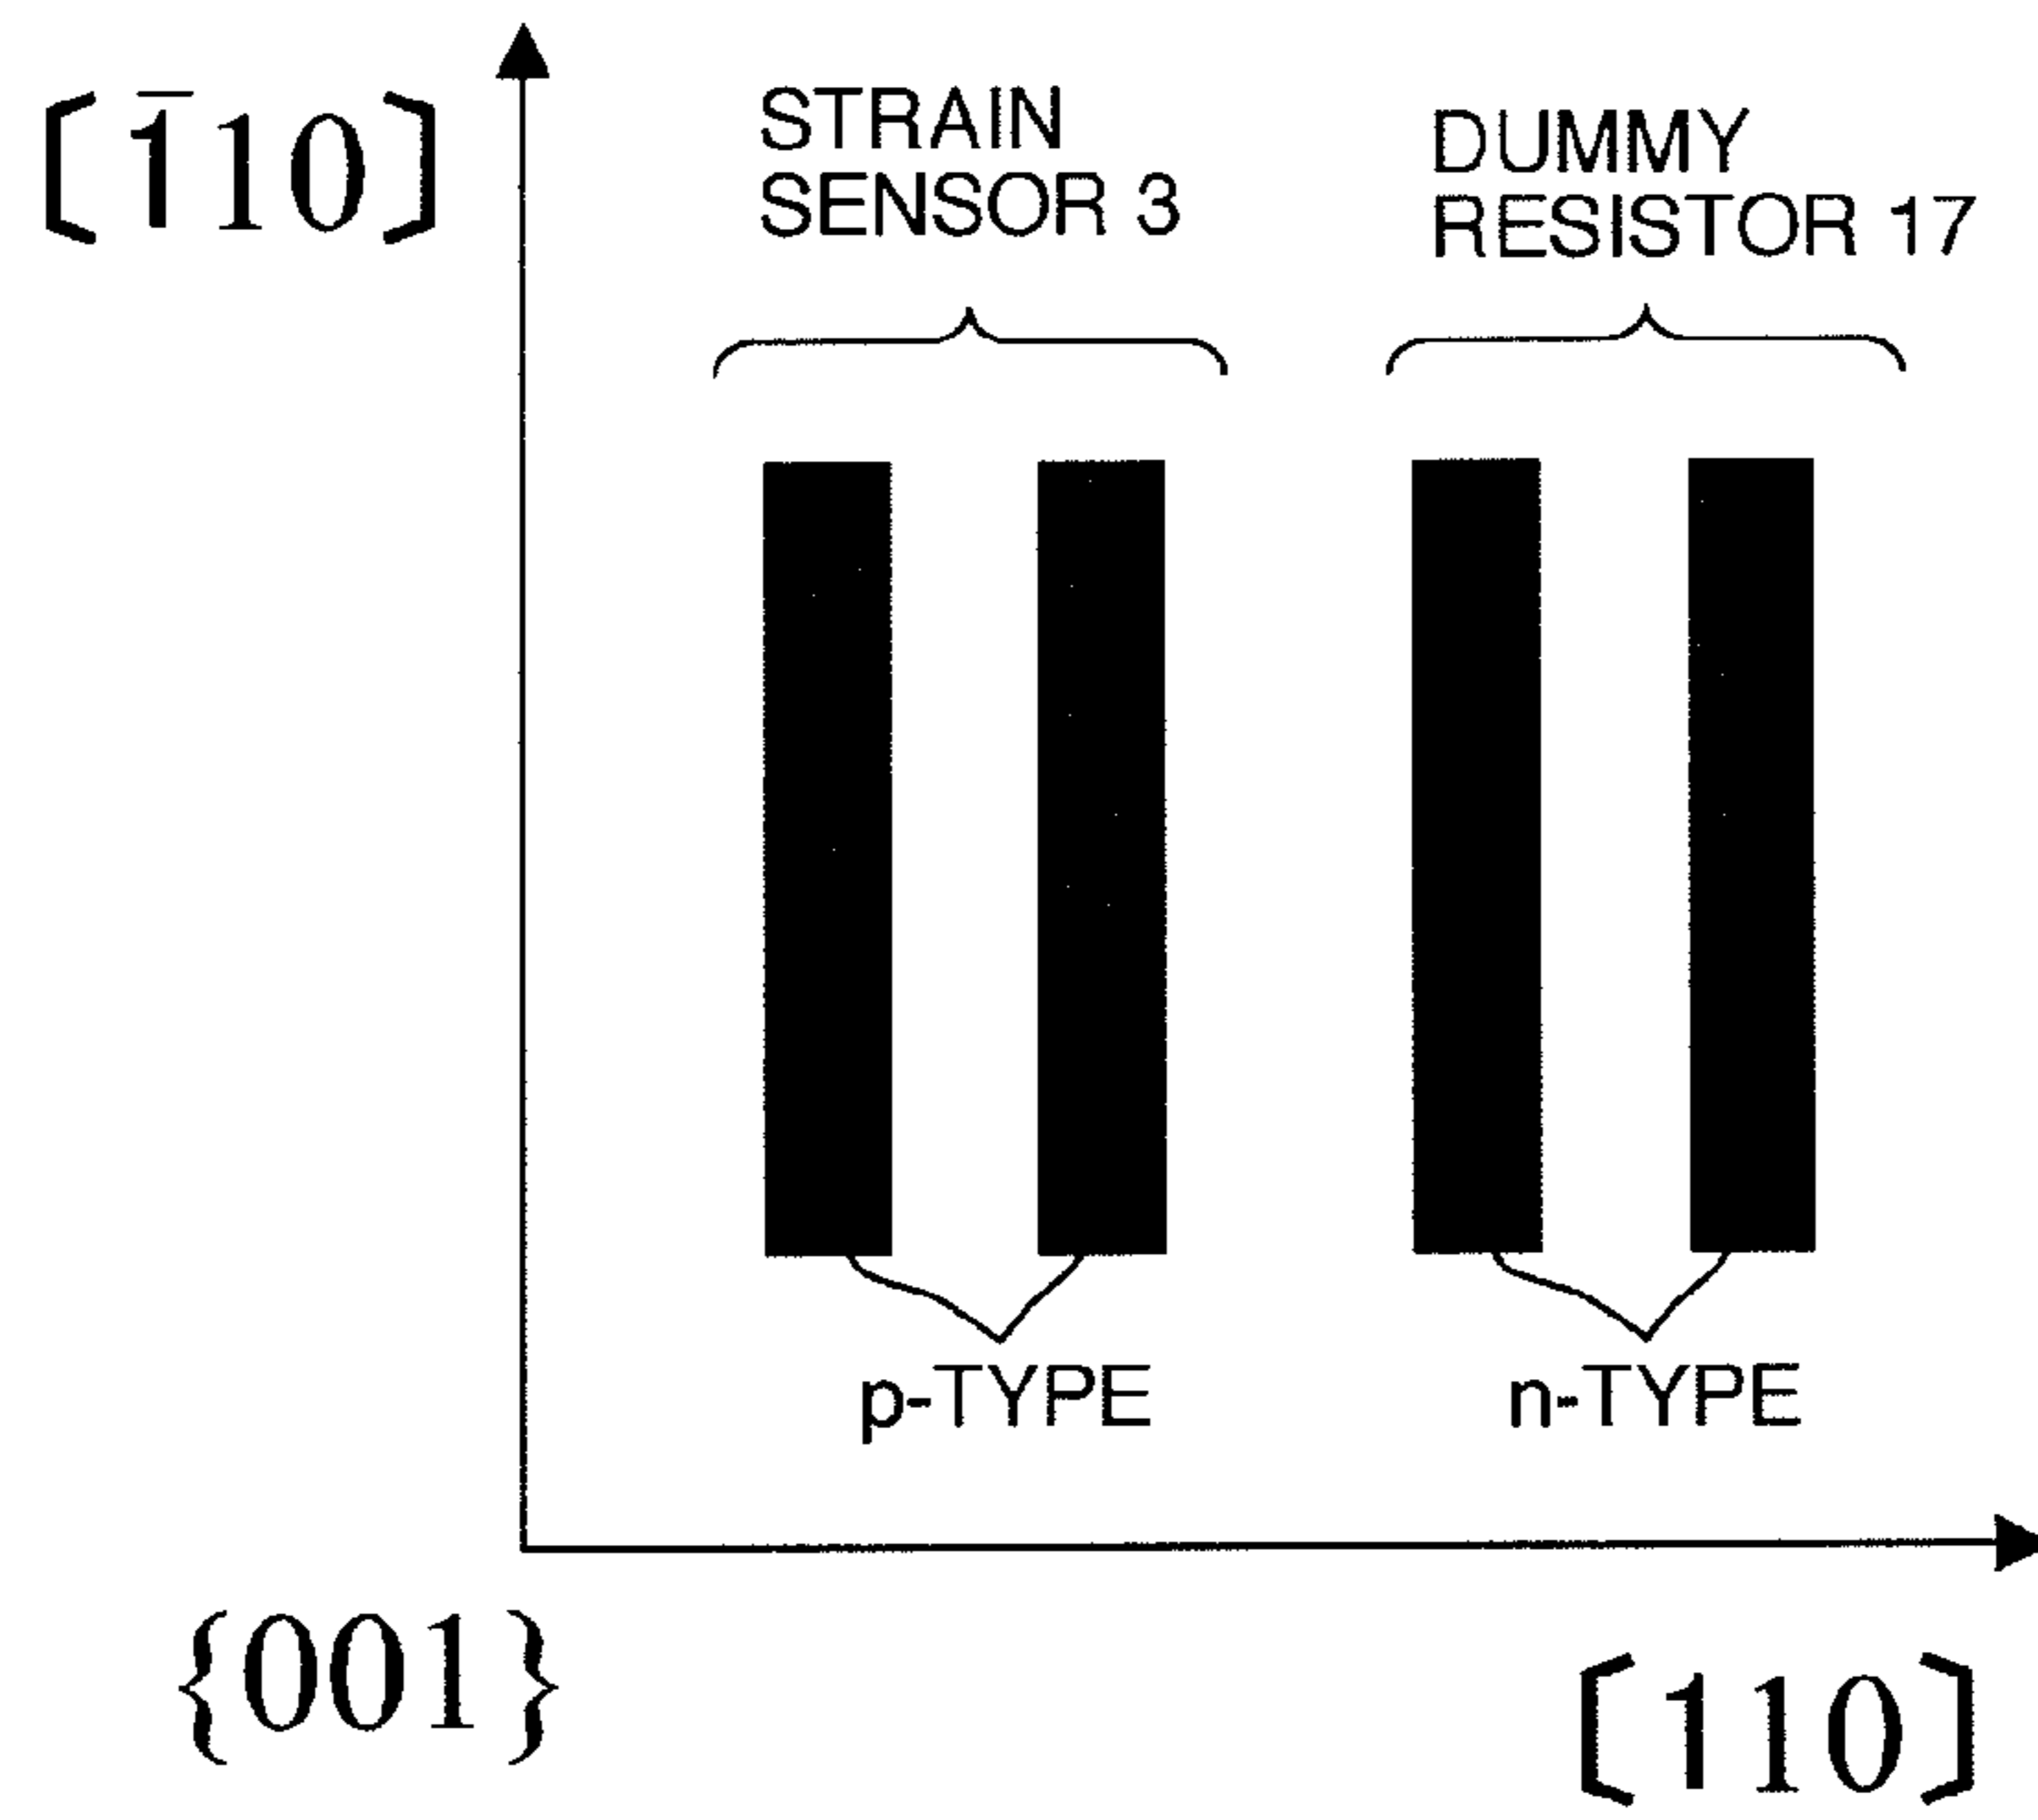 〔1̄10〕
STRAIN
SENSOR 3
DUMMY
RESISTOR 17
p-TYPE
n-TYPE
{001}
〔110〕